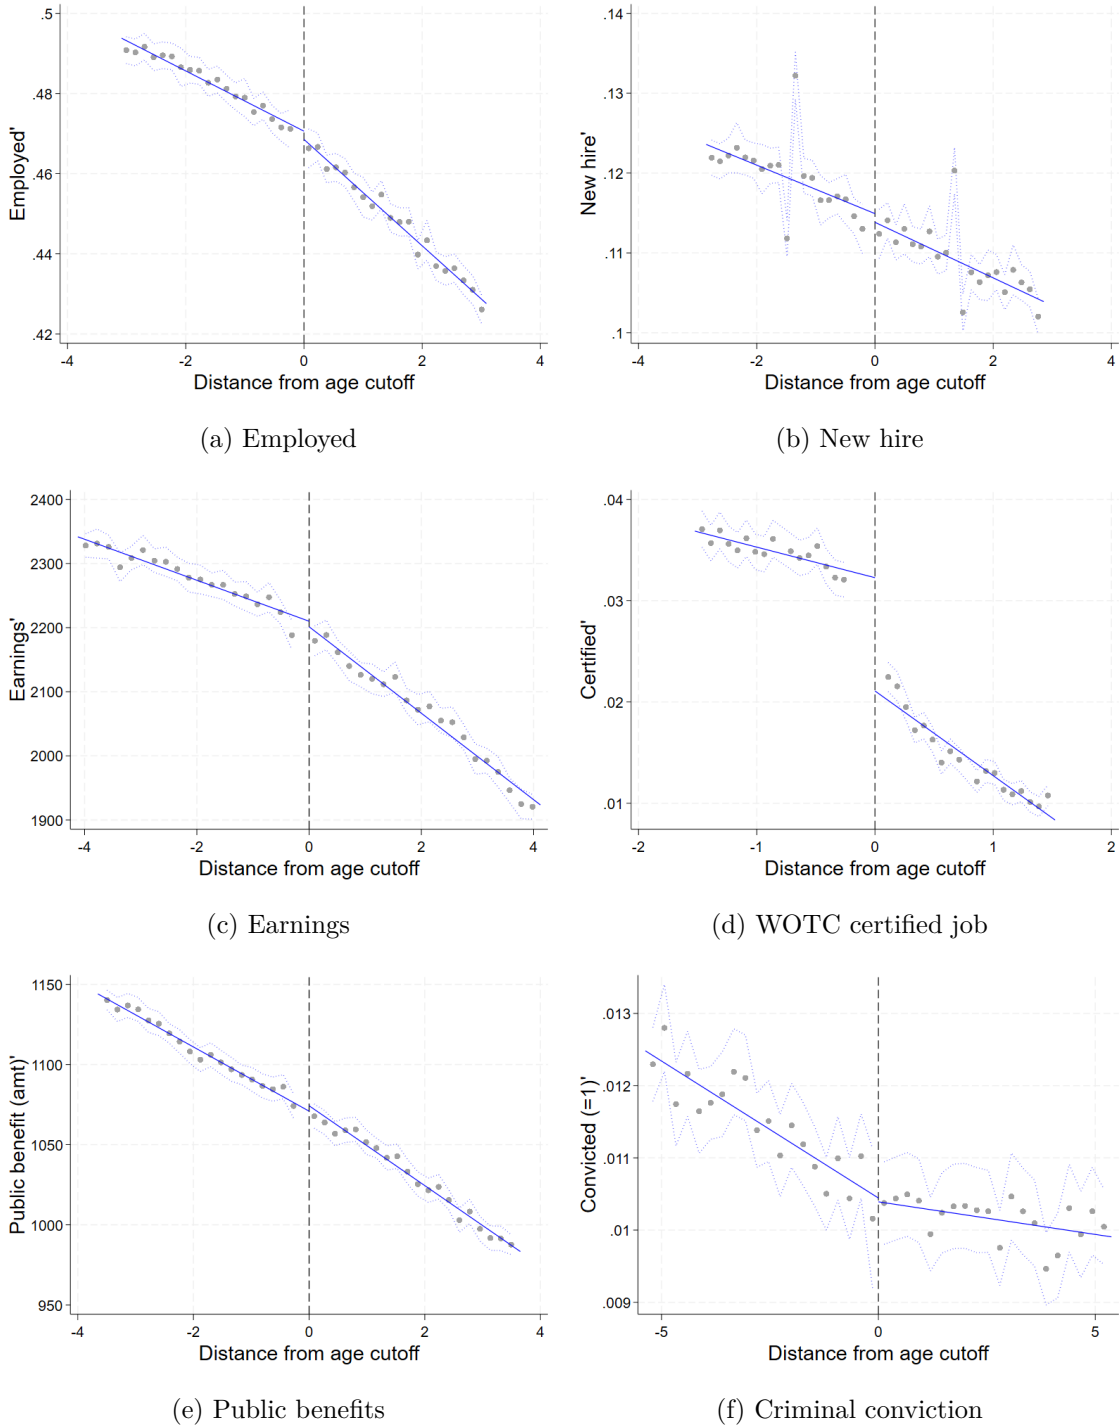 .5
.48
.46
.44
.42
Employed'
-4 -2 0 2 4
Distance from age cutoff
(a) Employed
.14
.13
.12
.11
.1
New hire'
-4 -2 0 2 4
Distance from age cutoff
(b) New hire
2400
2300
2200
2100
2000
1900
Earnings'
-4 -2 0 2 4
Distance from age cutoff
(c) Earnings
.04
.03
.02
.01
Certified'
-2 -1 0 1 2
Distance from age cutoff
(d) WOTC certified job
1150
1100
1050
1000
950
Public benefit (amt)'
-4 -2 0 2 4
Distance from age cutoff
(e) Public benefits
.013
.012
.011
.01
.009
Convicted (=1)'
-5 0 5
Distance from age cutoff
(f) Criminal conviction